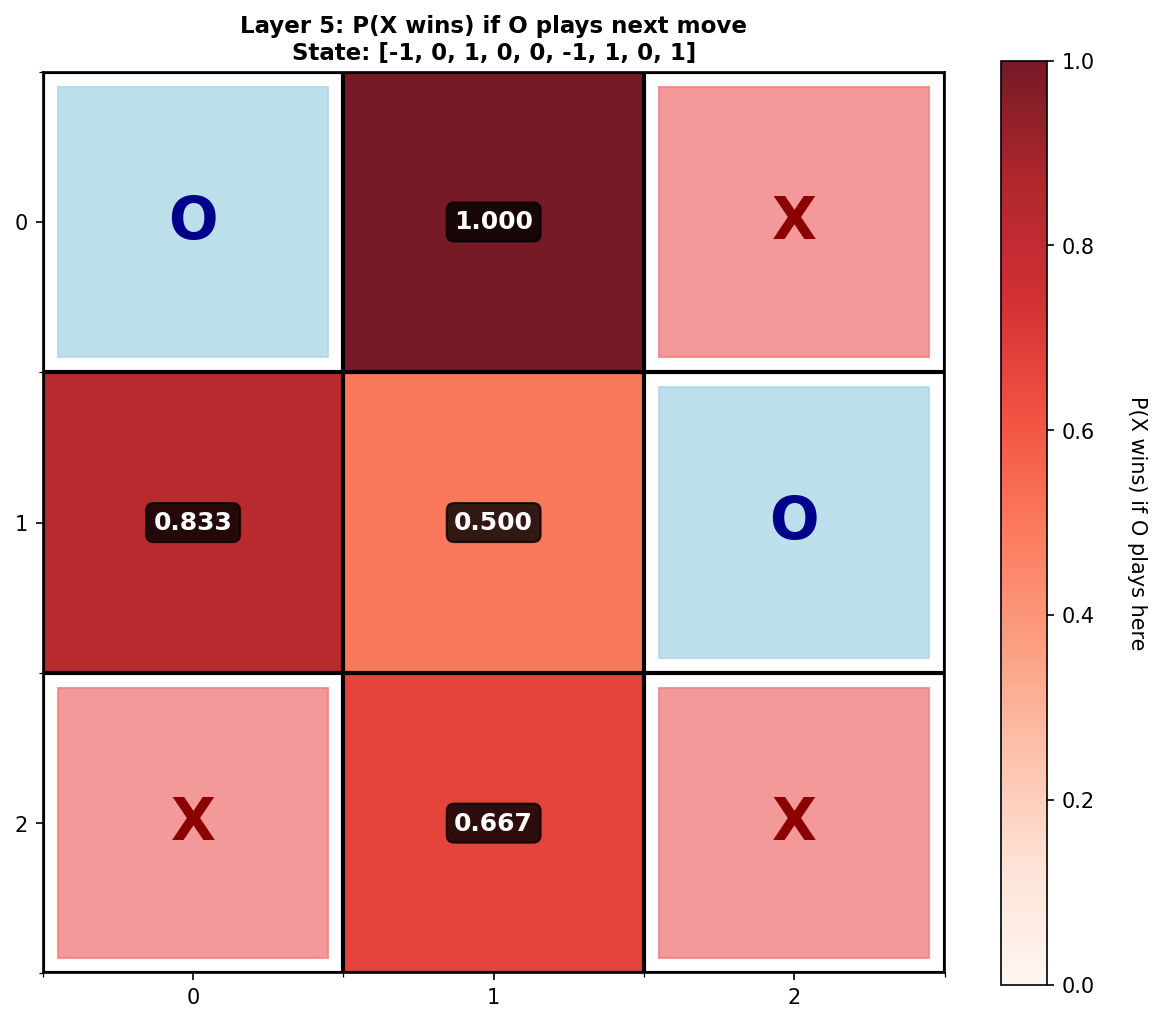 Layer 5: P(X wins) if O plays next move
State: [-1, 0, 1, 0, 0, -1, 1, 0, 1]
0
O
1.000
X
1
0.833
0.500
O
2
X
0.667
X
0
1
2
1.0
0.8
0.6
0.4
0.2
0.0
P(X wins) if O plays here